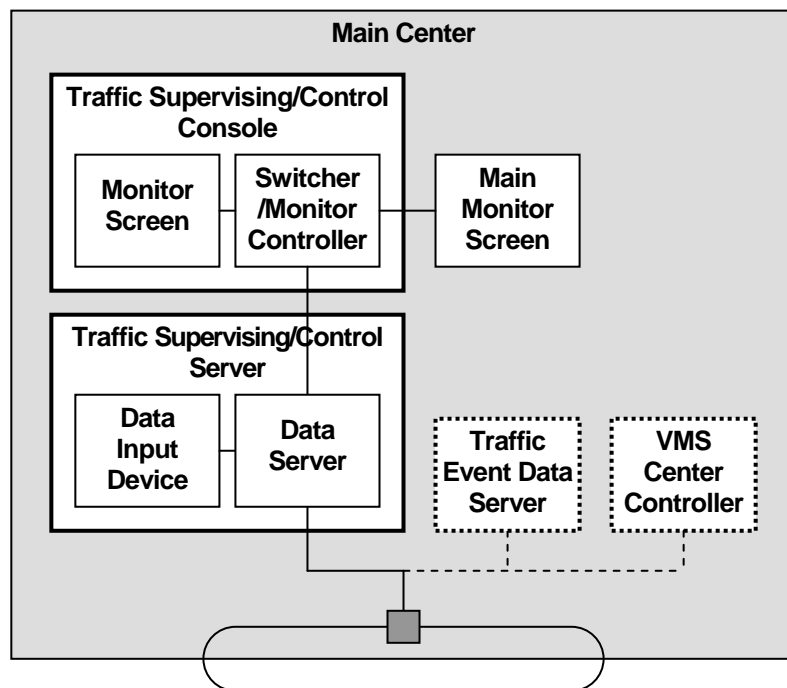 Main Center
Traffic Supervising/Control
Console
Monitor
Screen
Switcher
/Monitor
Controller
Main
Monitor
Screen
Traffic Supervising/Control
Server
Data
Input
Device
Data
Server
Traffic
Event Data
Server
VMS
Center
Controller